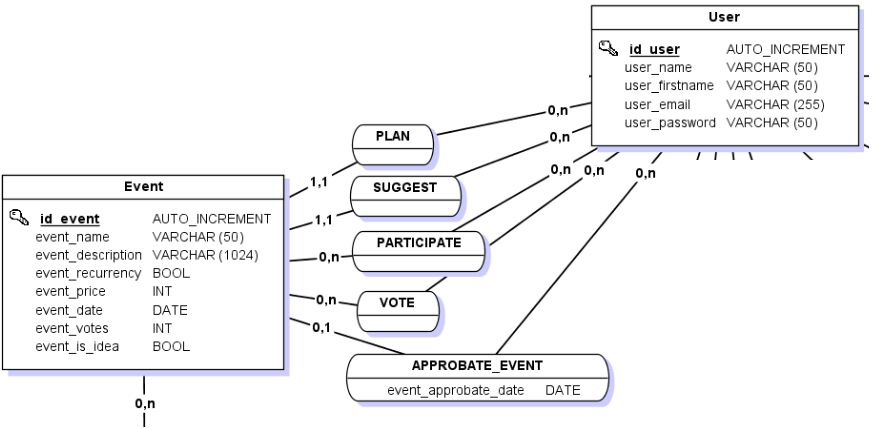 User
id_user AUTO_INCREMENT
user_name VARCHAR (50)
user_firstname VARCHAR (50)
user_email VARCHAR (255)
user_password VARCHAR (50)
0,n
PLAN
1,1
0,n
SUGGEST
1,1
0,n
PARTICIPATE
0,n
0,n
VOTE
0,n
0,n
APPROBATE_EVENT
event_approbate_date DATE
0,1
Event
id_event AUTO_INCREMENT
event_name VARCHAR (50)
event_description VARCHAR (1024)
event_recurrency BOOL
event_price INT
event_date DATE
event_votes INT
event_is_idea BOOL
0,n